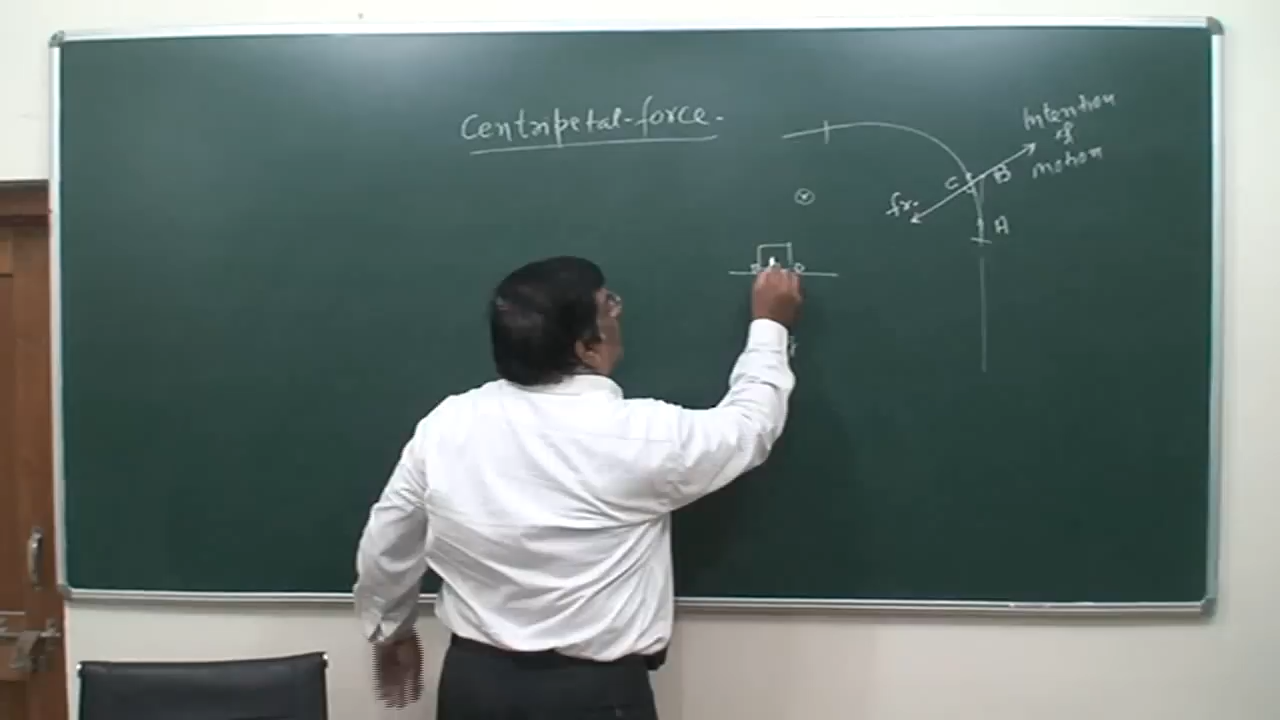 Centripetal-force.
Intention
of
motion
C
B
fr.
A